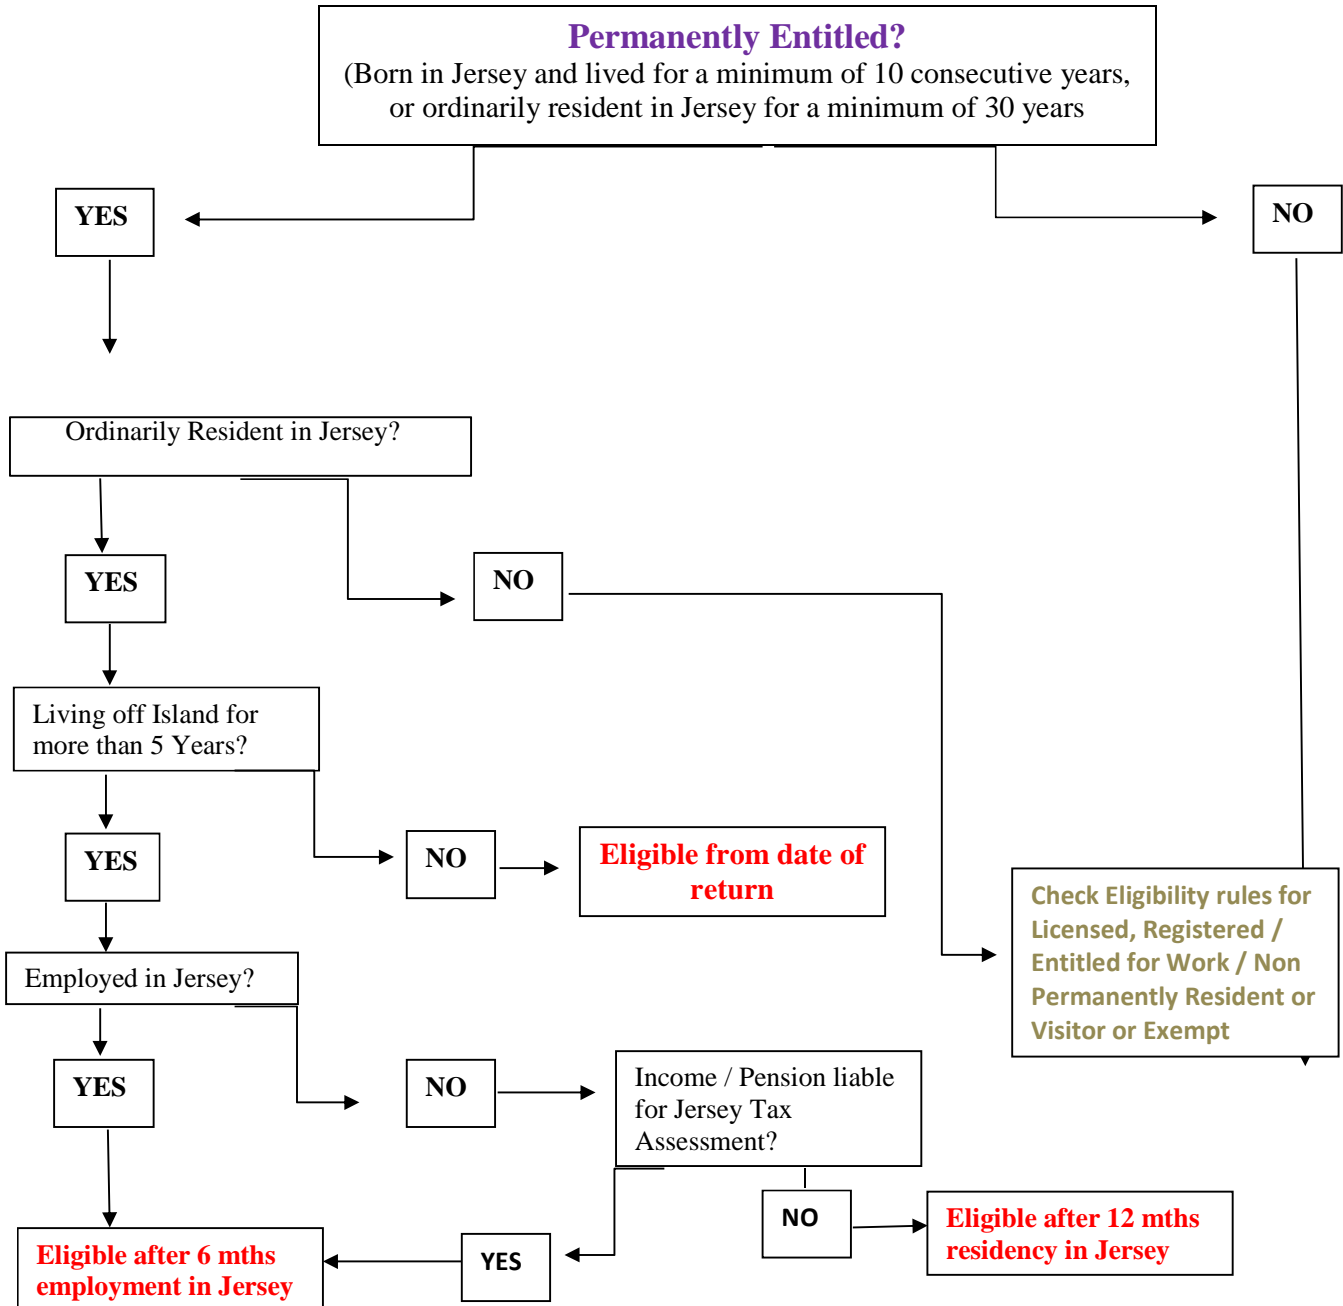 Permanently Entitled?
(Born in Jersey and lived for a minimum of 10 consecutive years,
or ordinarily resident in Jersey for a minimum of 30 years
YES
NO
Ordinarily Resident in Jersey?
YES
NO
Living off Island for
more than 5 Years?
YES
NO
Eligible from date of
return
Check Eligibility rules for
Licensed, Registered /
Entitled for Work / Non
Permanently Resident or
Visitor or Exempt
Employed in Jersey?
YES
NO
Income / Pension liable
for Jersey Tax
Assessment?
NO
Eligible after 12 mths
residency in Jersey
YES
Eligible after 6 mths
employment in Jersey